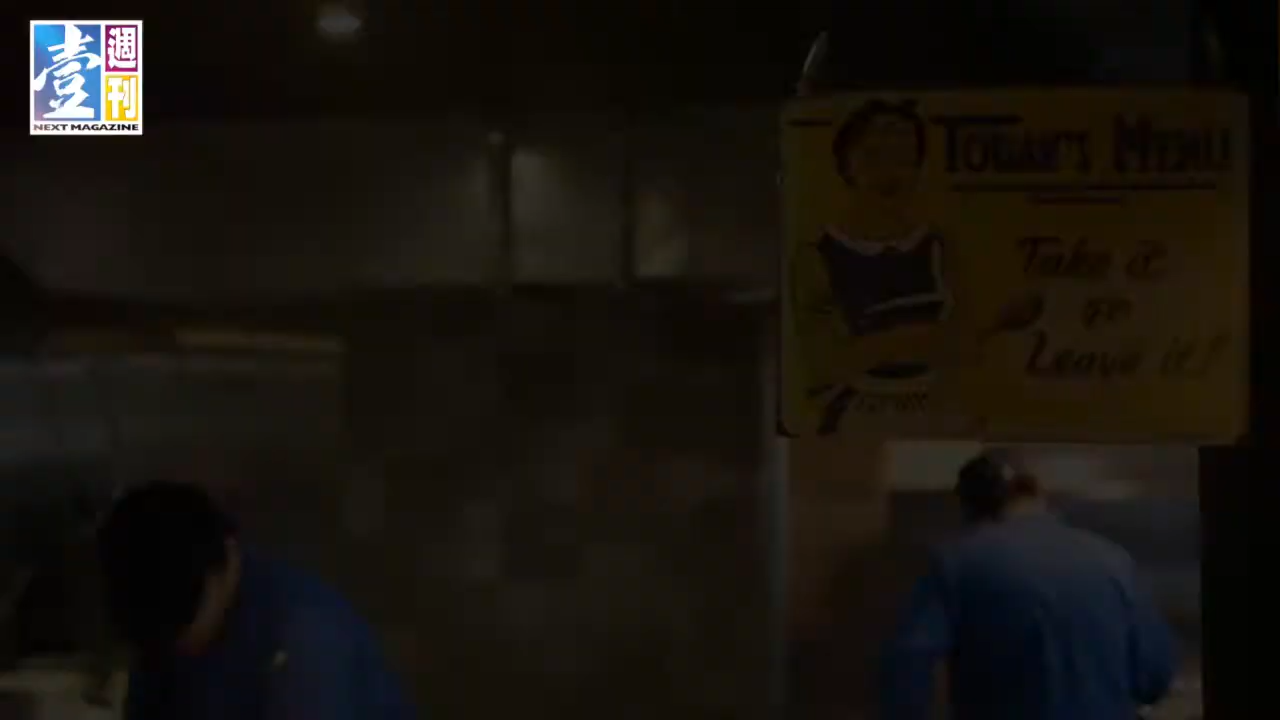 壹週刊
NEXT MAGAZINE
TODAY'S MENU
Take it
or
Leave it!